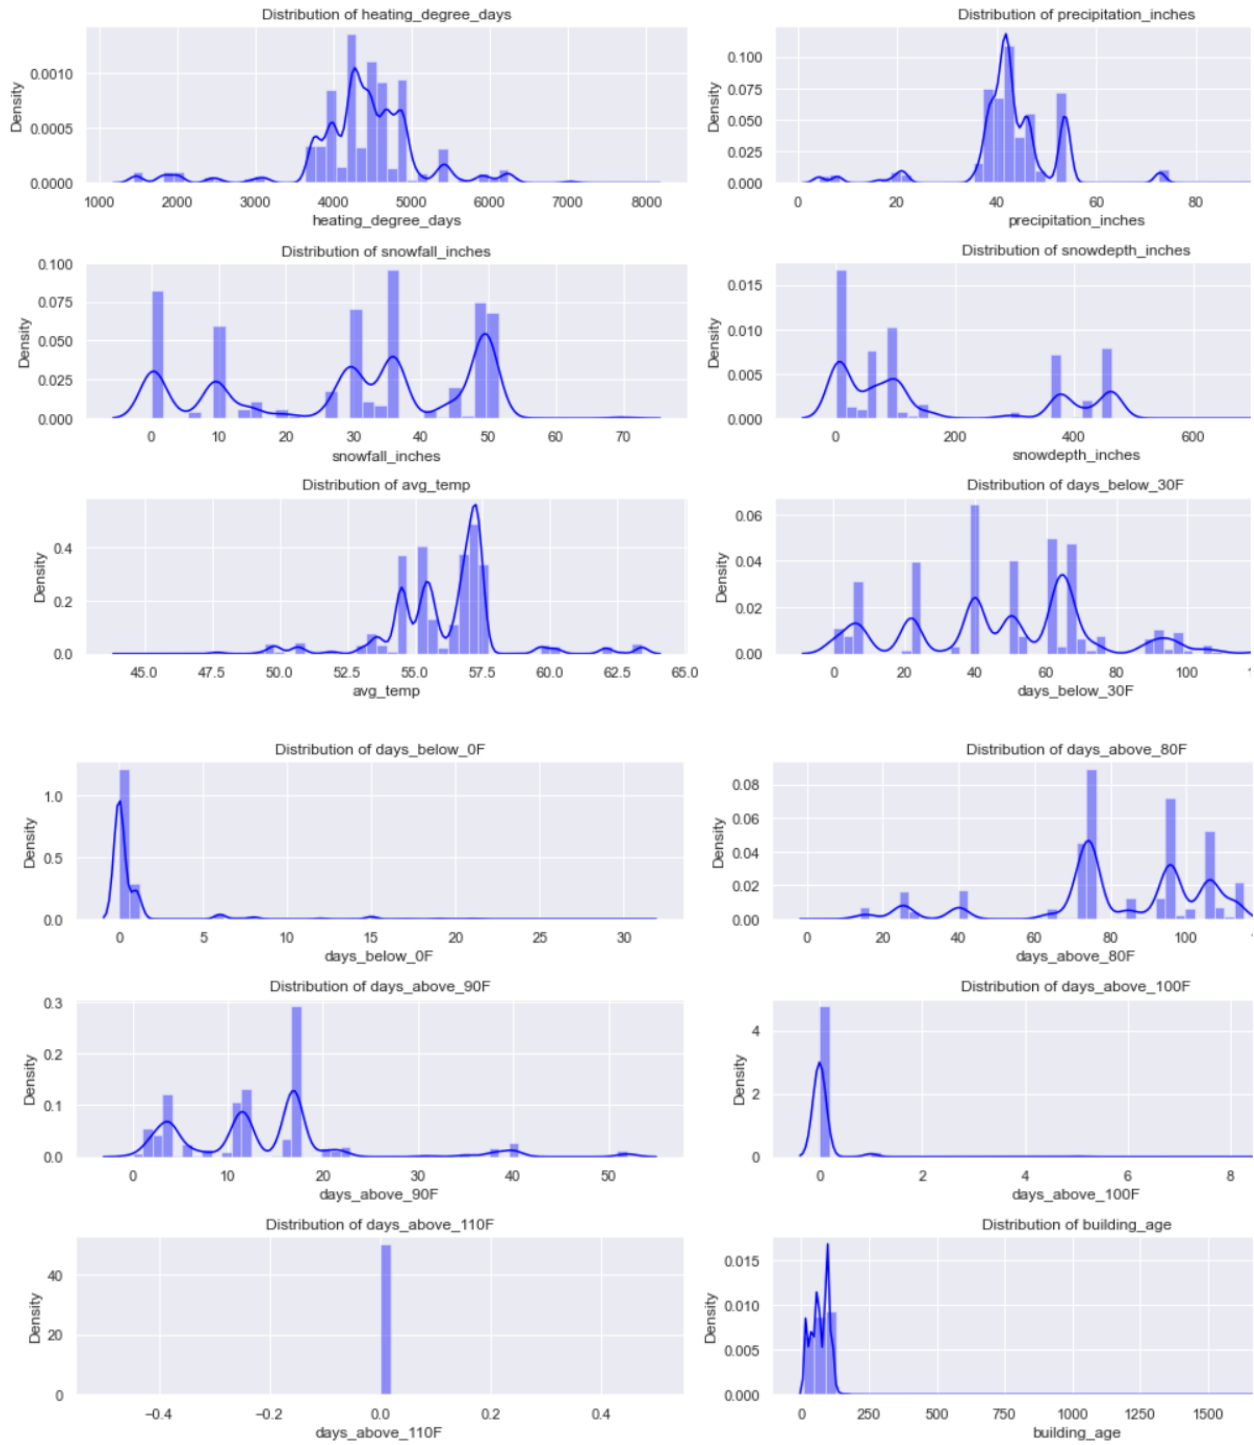 Distribution of heating_degree_days
Density
0.0010
0.0005
0.0000
1000 2000 3000 4000 5000 6000 7000 8000
heating_degree_days
Distribution of precipitation_inches
Density
0.100
0.075
0.050
0.025
0.000
0 20 40 60 80
precipitation_inches
Distribution of snowfall_inches
Density
0.100
0.075
0.050
0.025
0.000
0 10 20 30 40 50 60 70
snowfall_inches
Distribution of snowdepth_inches
Density
0.015
0.010
0.005
0.000
0 200 400 600
snowdepth_inches
Distribution of avg_temp
Density
0.4
0.2
0.0
45.0 47.5 50.0 52.5 55.0 57.5 60.0 62.5 65.0
avg_temp
Distribution of days_below_30F
Density
0.06
0.04
0.02
0.00
0 20 40 60 80 100 1
days_below_30F
Distribution of days_below_0F
Density
1.0
0.5
0.0
0 5 10 15 20 25 30
days_below_0F
Distribution of days_above_80F
Density
0.08
0.06
0.04
0.02
0.00
0 20 40 60 80 100 1
days_above_80F
Distribution of days_above_90F
Density
0.3
0.2
0.1
0.0
0 10 20 30 40 50
days_above_90F
Distribution of days_above_100F
Density
4
2
0
0 2 4 6 8
days_above_100F
Distribution of days_above_110F
Density
40
20
0
−0.4 −0.2 0.0 0.2 0.4
days_above_110F
Distribution of building_age
Density
0.015
0.010
0.005
0.000
0 250 500 750 1000 1250 1500
building_age